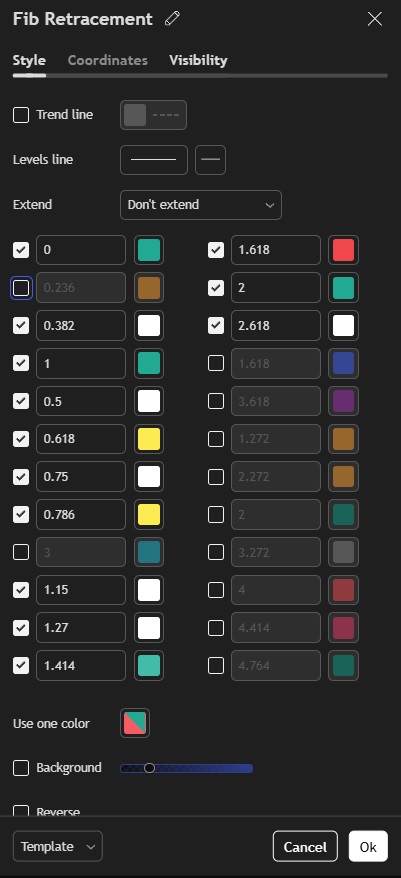 Fib Retracement
Style Coordinates Visibility
Trend line
Levels line
Extend Don't extend
0 1.618
0.236 2
0.382 2.618
1 1.618
0.5 3.618
0.618 1.272
0.75 2.272
0.786 2
3 3.272
1.15 4
1.27 4.414
1.414 4.764
Use one color
Background
Reverse
Template Cancel Ok